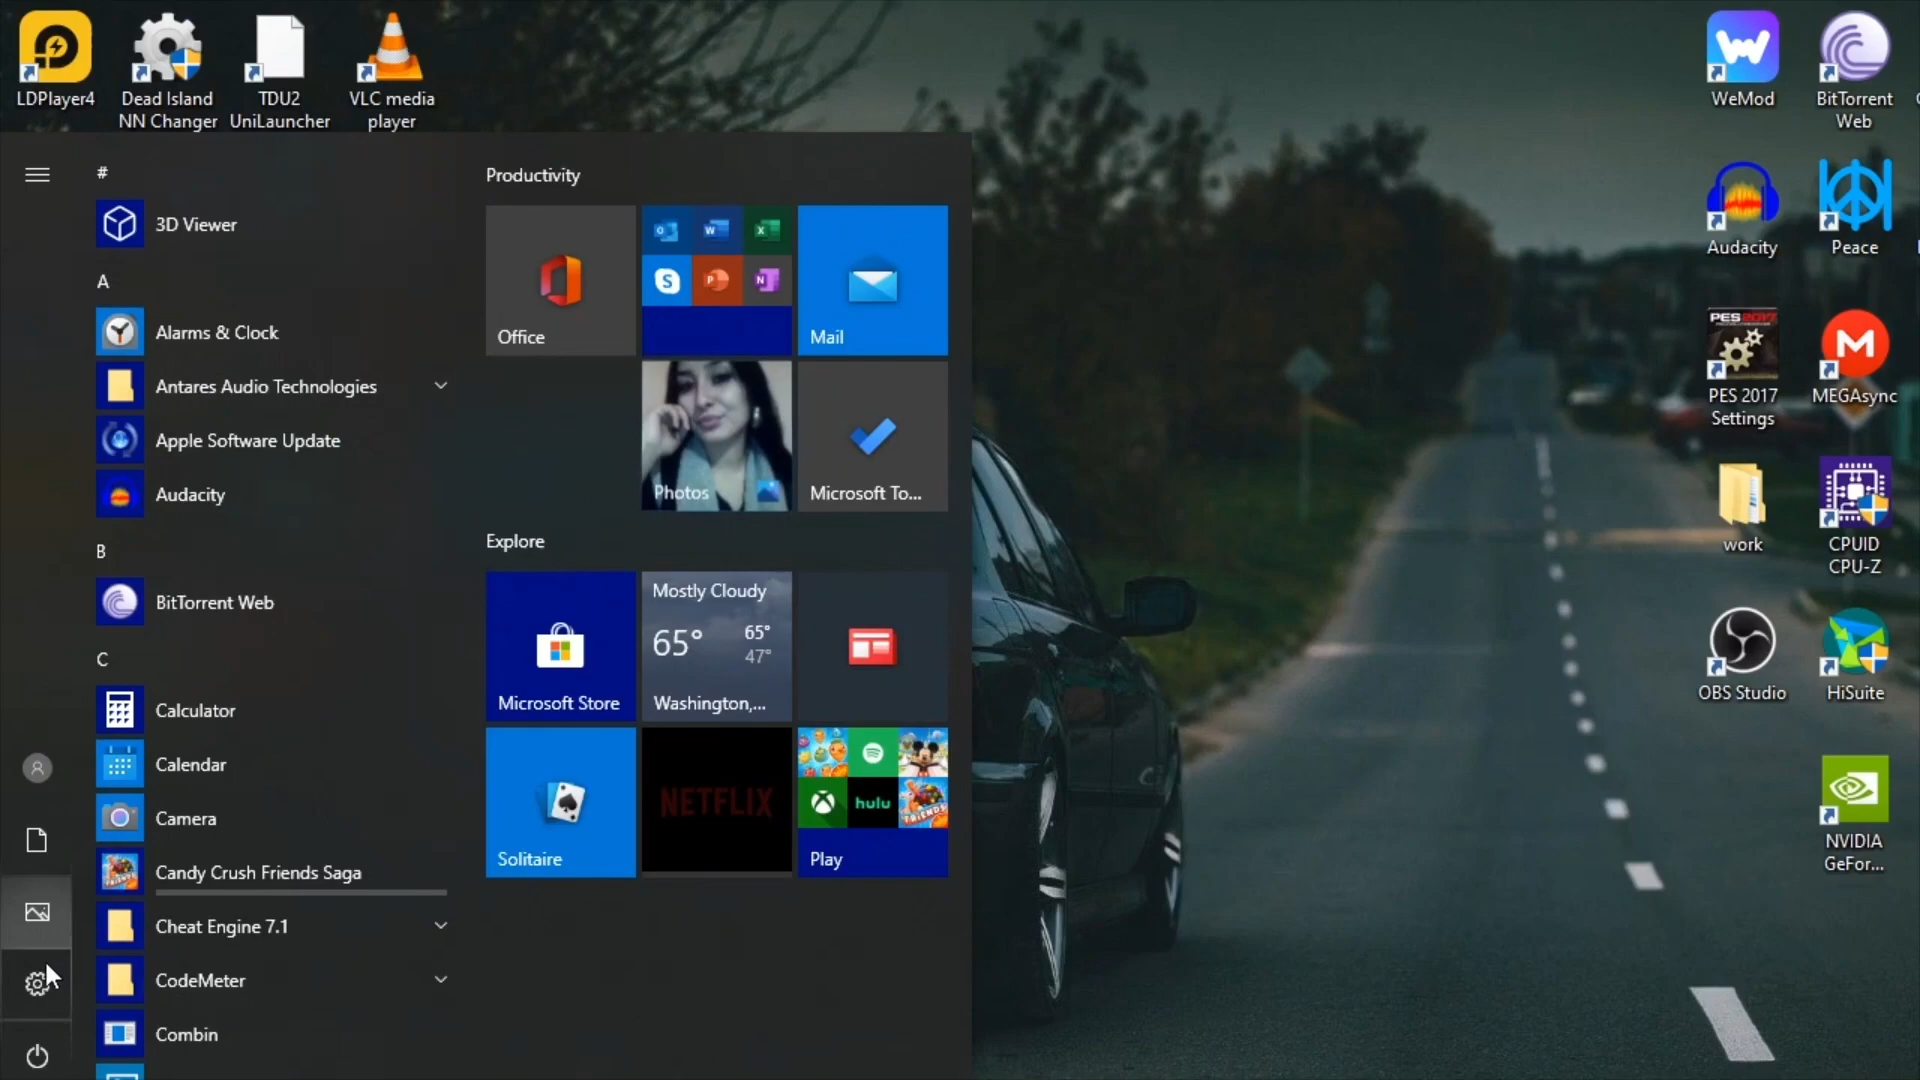 LDPlayer4
Dead Island
NN Changer
TDU2
UniLauncher
VLC media
player
WeMod
BitTorrent
Web
Audacity
Peace
PES 2017
PES 2017
Settings
MEGAsync
work
CPUID
CPU-Z
OBS Studio
HiSuite
NVIDIA
GeFor...
#
3D Viewer
A
Alarms & Clock
Antares Audio Technologies
Apple Software Update
Audacity
B
BitTorrent Web
C
Calculator
Calendar
Camera
Candy Crush Friends Saga
Cheat Engine 7.1
CodeMeter
Combin
Productivity
Office
Mail
Photos
Microsoft To...
Explore
Microsoft Store
Mostly Cloudy
65°
65°
47°
Washington,...
Solitaire
NETFLIX
hulu
FRIENDS
Play